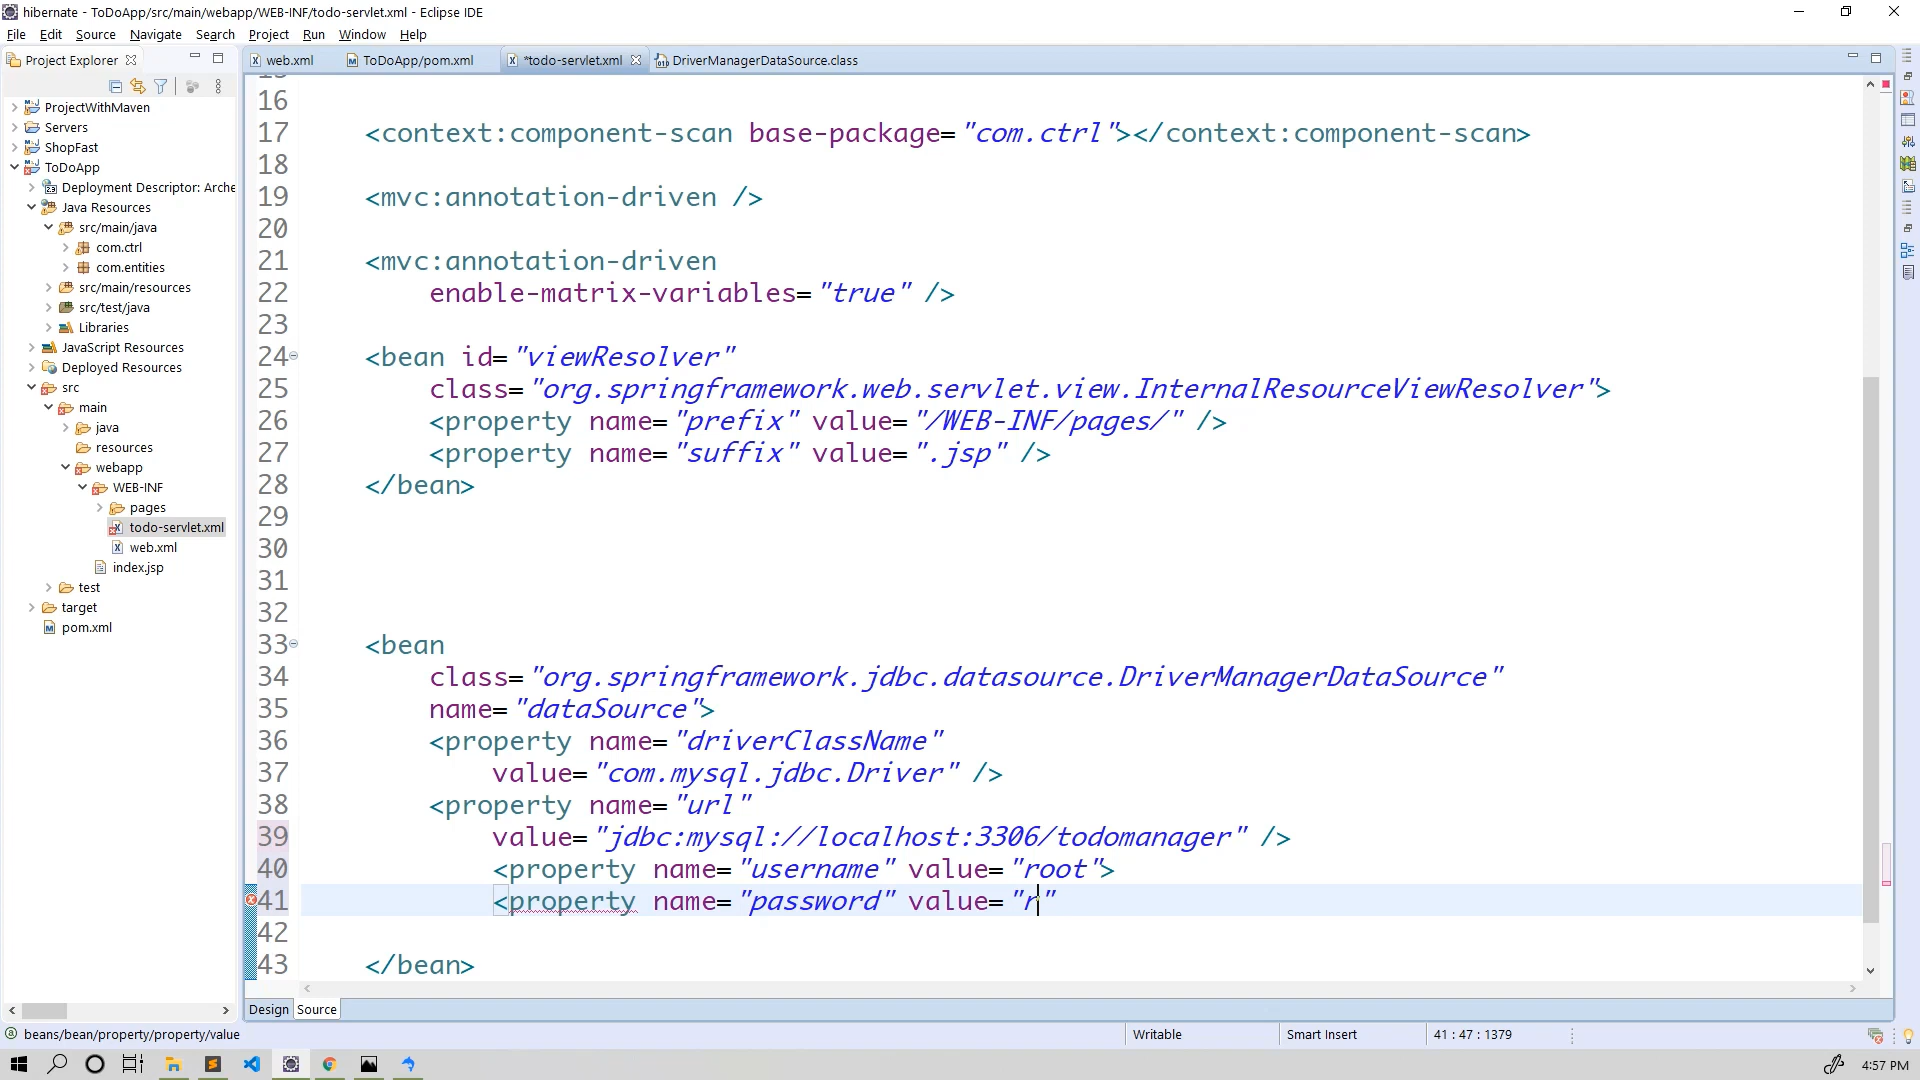 hibernate - ToDoApp/src/main/webapp/WEB-INF/todo-servlet.xml - Eclipse IDE
File Edit Source Navigate Search Project Run Window Help
Project Explorer
web.xml
ToDoApp/pom.xml
*todo-servlet.xml
DriverManagerDataSource.class
ProjectWithMaven
Servers
ShopFast
ToDoApp
Deployment Descriptor: Arche
Java Resources
src/main/java
com.ctrl
com.entities
src/main/resources
src/test/java
Libraries
JavaScript Resources
Deployed Resources
src
main
java
resources
webapp
WEB-INF
pages
todo-servlet.xml
web.xml
index.jsp
test
target
pom.xml
16
17 <context:component-scan base-package="com.ctrl"></context:component-scan>
18
19 <mvc:annotation-driven />
20
21 <mvc:annotation-driven
22 enable-matrix-variables="true" />
23
24 <bean id="viewResolver"
25 class="org.springframework.web.servlet.view.InternalResourceViewResolver">
26 <property name="prefix" value="/WEB-INF/pages/" />
27 <property name="suffix" value=".jsp" />
28 </bean>
29
30
31
32
33 <bean
34 class="org.springframework.jdbc.datasource.DriverManagerDataSource"
35 name="dataSource">
36 <property name="driverClassName"
37 value="com.mysql.jdbc.Driver" />
38 <property name="url"
39 value="jdbc:mysql://localhost:3306/todomanager" />
40 <property name="username" value="root">
41 <property name="password" value="r"
42
43 </bean>
Design Source
beans/bean/property/property/value
Writable
Smart Insert
41 : 47 : 1379
4:57 PM